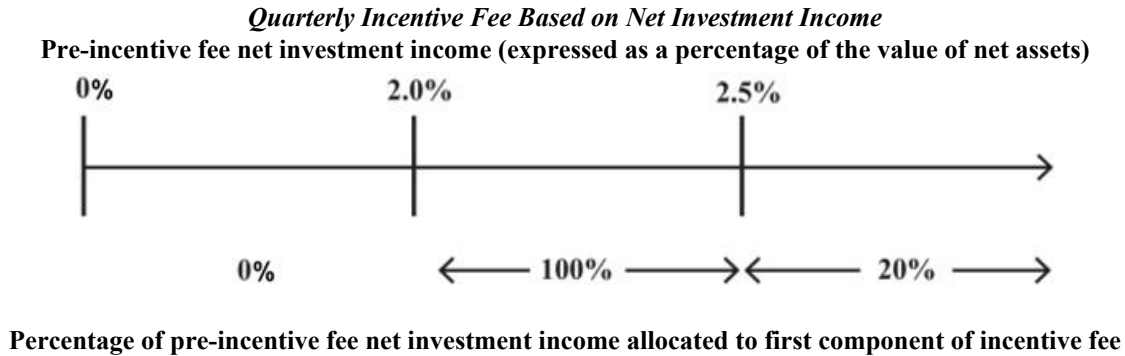 Quarterly Incentive Fee Based on Net Investment Income
Pre-incentive fee net investment income (expressed as a percentage of the value of net assets)
0% 2.0% 2.5%
0% 100% 20%
Percentage of pre-incentive fee net investment income allocated to first component of incentive fee